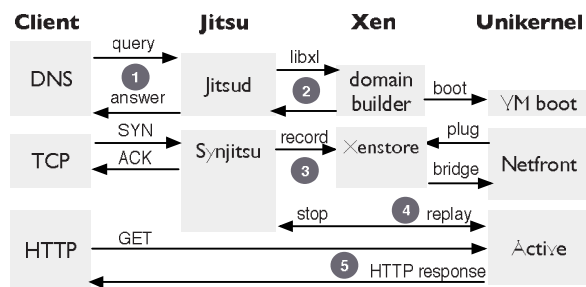 Client Jitsu Xen Unikernel
query
DNS
1
answer
Jitsud
libxl
2
domain
builder
boot
VM boot
SYN
TCP
ACK
Synjitsu
record
3
Xenstore
plug
bridge
Netfront
stop
4 replay
HTTP
GET
Active
5 HTTP response